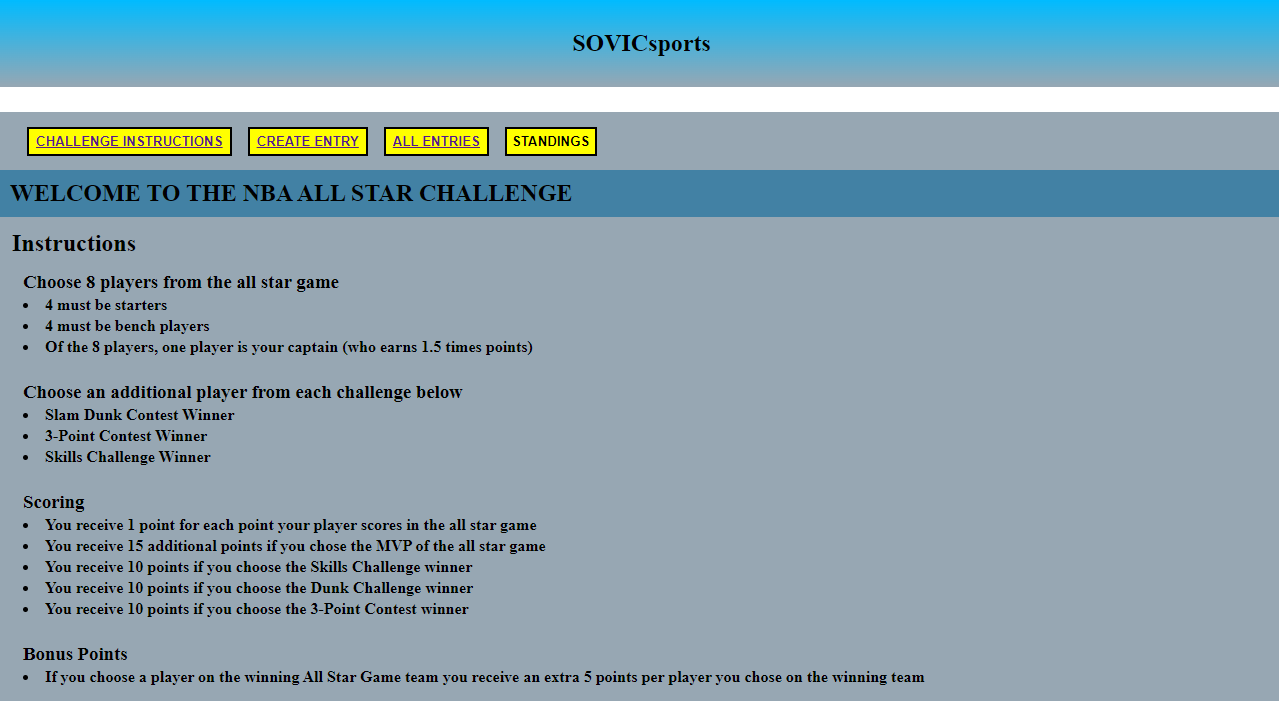 SOVICsports
CHALLENGE INSTRUCTIONS CREATE ENTRY ALL ENTRIES STANDINGS
WELCOME TO THE NBA ALL STAR CHALLENGE
Instructions
Choose 8 players from the all star game
• 4 must be starters
• 4 must be bench players
• Of the 8 players, one player is your captain (who earns 1.5 times points)
Choose an additional player from each challenge below
• Slam Dunk Contest Winner
• 3-Point Contest Winner
• Skills Challenge Winner
Scoring
• You receive 1 point for each point your player scores in the all star game
• You receive 15 additional points if you chose the MVP of the all star game
• You receive 10 points if you choose the Skills Challenge winner
• You receive 10 points if you choose the Dunk Challenge winner
• You receive 10 points if you choose the 3-Point Contest winner
Bonus Points
• If you choose a player on the winning All Star Game team you receive an extra 5 points per player you chose on the winning team